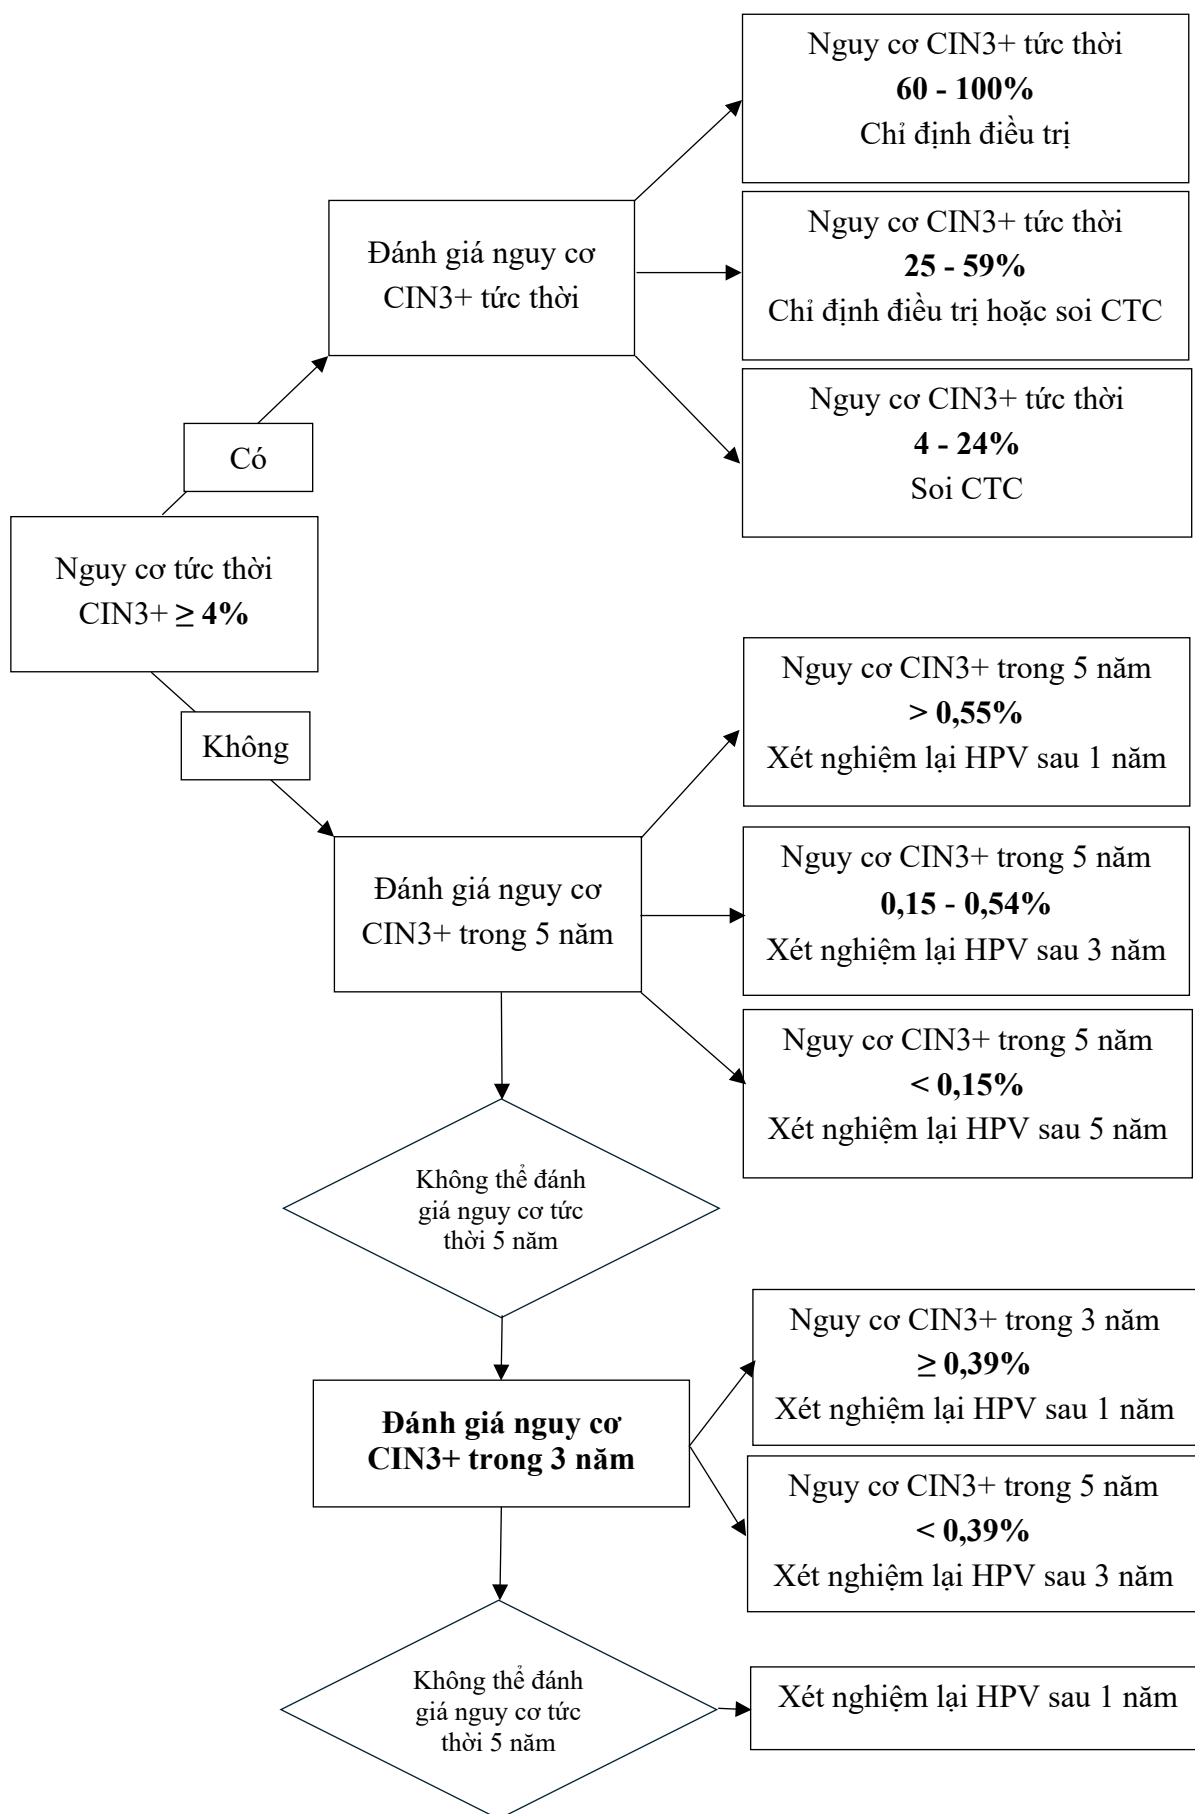 Nguy cơ CIN3+ tức thời
60 - 100%
Chỉ định điều trị
Đánh giá nguy cơ
CIN3+ tức thời
Nguy cơ CIN3+ tức thời
25 - 59%
Chỉ định điều trị hoặc soi CTC
Nguy cơ CIN3+ tức thời
4 - 24%
Soi CTC
Có
Nguy cơ tức thời
CIN3+ ≥ 4%
Không
Nguy cơ CIN3+ trong 5 năm
> 0,55%
Xét nghiệm lại HPV sau 1 năm
Đánh giá nguy cơ
CIN3+ trong 5 năm
Nguy cơ CIN3+ trong 5 năm
0,15 - 0,54%
Xét nghiệm lại HPV sau 3 năm
Nguy cơ CIN3+ trong 5 năm
< 0,15%
Xét nghiệm lại HPV sau 5 năm
Không thể đánh
giá nguy cơ tức
thời 5 năm
Đánh giá nguy cơ
CIN3+ trong 3 năm
Nguy cơ CIN3+ trong 3 năm
≥ 0,39%
Xét nghiệm lại HPV sau 1 năm
Nguy cơ CIN3+ trong 5 năm
< 0,39%
Xét nghiệm lại HPV sau 3 năm
Không thể đánh
giá nguy cơ tức
thời 5 năm
Xét nghiệm lại HPV sau 1 năm